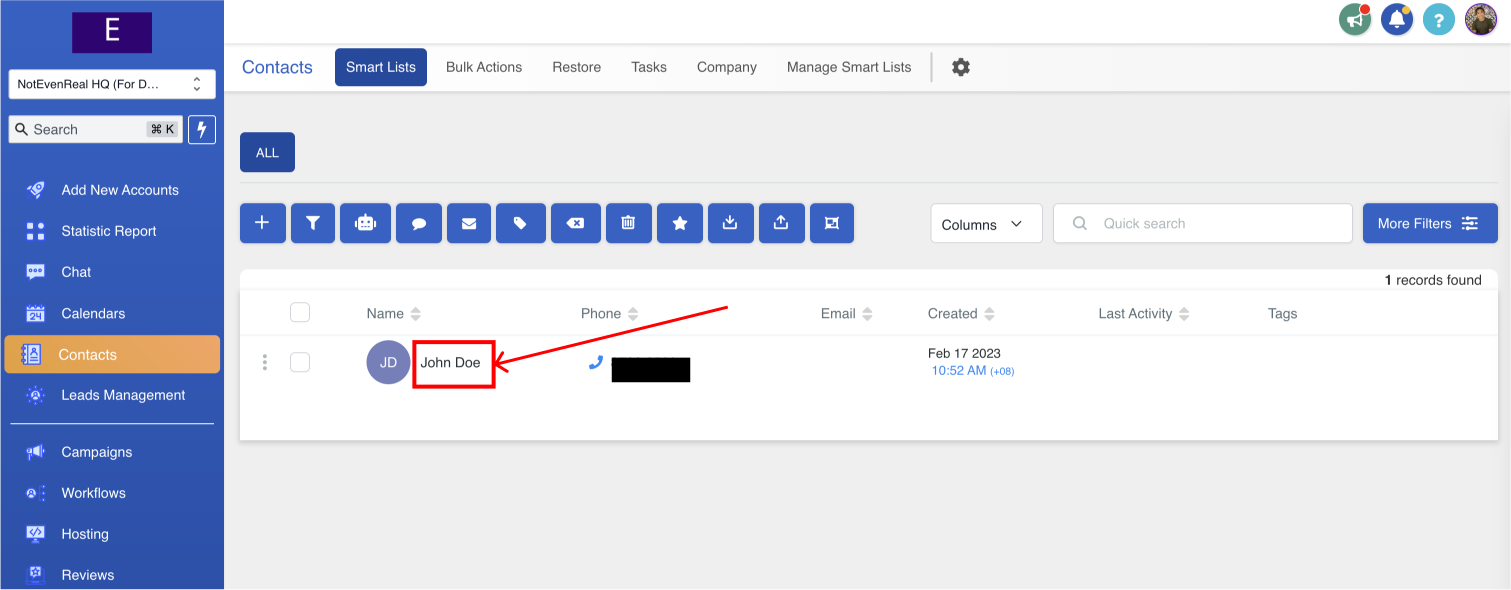 E
NotEvenReal HQ (For D...
Search ⌘ K
Add New Accounts
Statistic Report
Chat
24
Calendars
Contacts
Leads Management
Campaigns
Workflows
Hosting
Reviews
?
Contacts Smart Lists Bulk Actions Restore Tasks Company Manage Smart Lists
ALL
Columns Quick search More Filters
1 records found
Name Phone Email Created Last Activity Tags
JD John Doe Feb 17 2023
10:52 AM (+08)